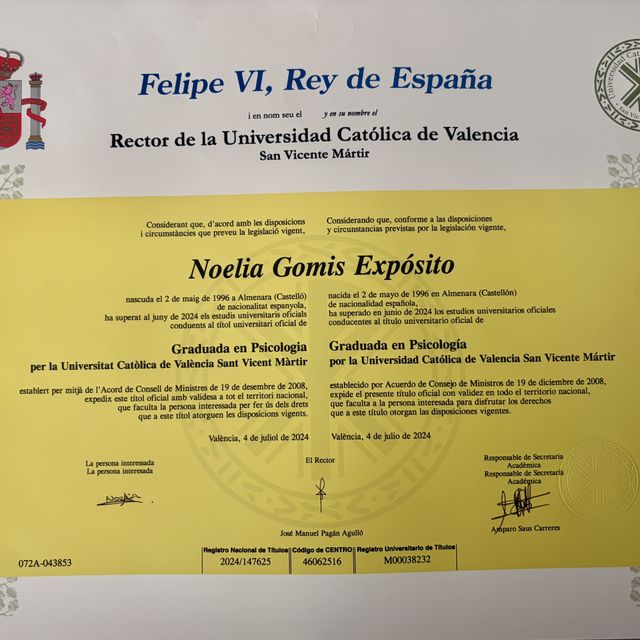 Felipe VI, Rey de España
i en nom seu el y en su nombre el
Rector de la Universidad Católica de Valencia
San Vicente Mártir
Considerant que, d'acord amb les disposicions
i circumstàncies que preveu la legislació vigent,
Considerando que, conforme a las disposiciones
y circunstancias previstas por la legislación vigente,
Noelia Gomis Expósito
nascuda el 2 de maig de 1996 a Almenara (Castelló)
de nacionalitat espanyola,
ha superat al juny de 2024 els estudis universitaris oficials
conduents al títol universitari oficial de
nacida el 2 de mayo de 1996 en Almenara (Castellón)
de nacionalidad española,
ha superado en junio de 2024 los estudios universitarios oficiales
conducentes al título universitario oficial de
Graduada en Psicologia
per la Universitat Catòlica de València Sant Vicent Màrtir
Graduada en Psicología
por la Universidad Católica de Valencia San Vicente Mártir
establert per mitjà de l'Acord de Consell de Ministres de 19 de desembre de 2008,
expedix este títol oficial amb validesa a tot el territori nacional,
que faculta la persona interessada per fer ús dels drets
que a este títol atorguen les disposicions vigents.
establecido por Acuerdo de Consejo de Ministros de 19 de diciembre de 2008,
expide el presente título oficial con validez en todo el territorio nacional,
que faculta a la persona interesada para disfrutar los derechos
que a este título otorgan las disposiciones vigentes.
València, 4 de juliol de 2024
València, 4 de julio de 2024
La persona interessada
La persona interesada
El Rector
Responsable de Secretaria
Acadèmica
Responsable de Secretaría
Académica
Noelia
José Manuel Pagán Agulló
Amparo Saus Carreres
Registro Nacional de Títulos Código de CENTRO Registro Universitario de Títulos
2024/147625 46062516 M00038232
072A-043853